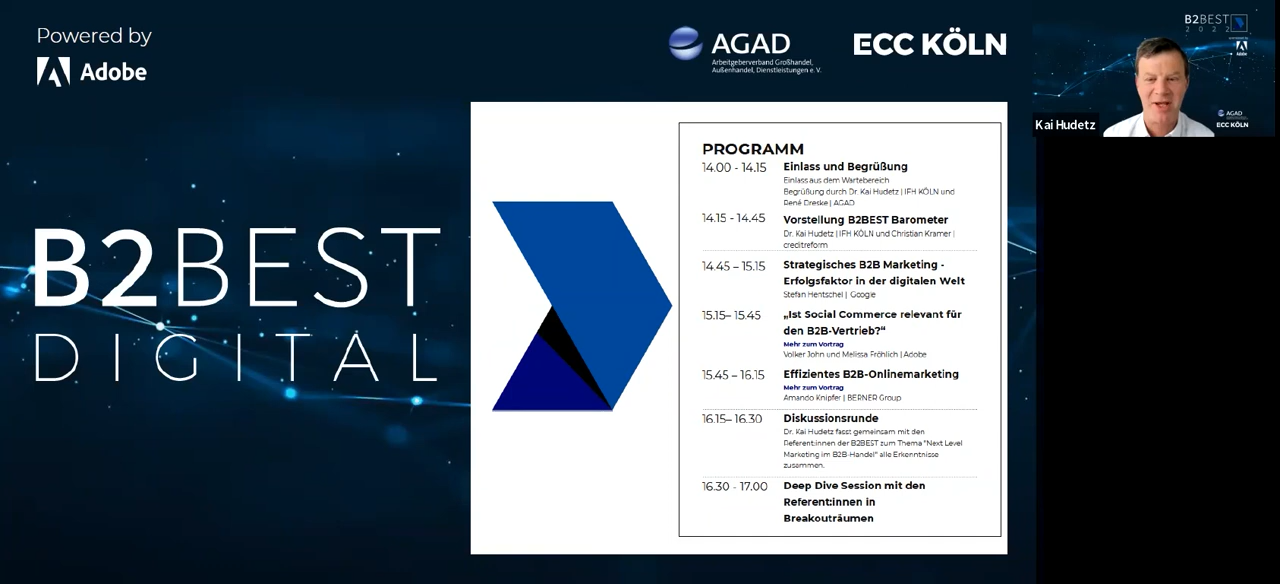 Powered by
Adobe
AGAD
Arbeitgeberverband Großhandel,
Außenhandel, Dienstleistungen e. V.
ECC KÖLN
B2BEST
2 0 2 2
Adobe
AGAD
ECC KÖLN
Kai Hudetz
B2BEST
DIGITAL
PROGRAMM
14.00 - 14.15 Einlass und Begrüßung
Einlass aus dem Wartebereich
Begrüßung durch Dr. Kai Hudetz | IFH KÖLN und
René Dreske | AGAD
14.15 - 14.45 Vorstellung B2BEST Barometer
Dr. Kai Hudetz | IFH KÖLN und Christian Kramer |
creditreform
14.45 – 15.15 Strategisches B2B Marketing -
Erfolgsfaktor in der digitalen Welt
Stefan Hentschel | Google
15.15– 15.45 „Ist Social Commerce relevant für
den B2B-Vertrieb?“
Mehr zum Vortrag
Volker John und Melissa Fröhlich | Adobe
15.45 – 16.15 Effizientes B2B-Onlinemarketing
Mehr zum Vortrag
Amando Knipfer | BERNER Group
16.15– 16.30 Diskussionsrunde
Dr. Kai Hudetz fasst gemeinsam mit den
Referent:innen der B2BEST zum Thema "Next Level
Marketing im B2B-Handel" alle Erkenntnisse
zusammen.
16.30 - 17.00 Deep Dive Session mit den
Referent:innen in
Breakouträumen